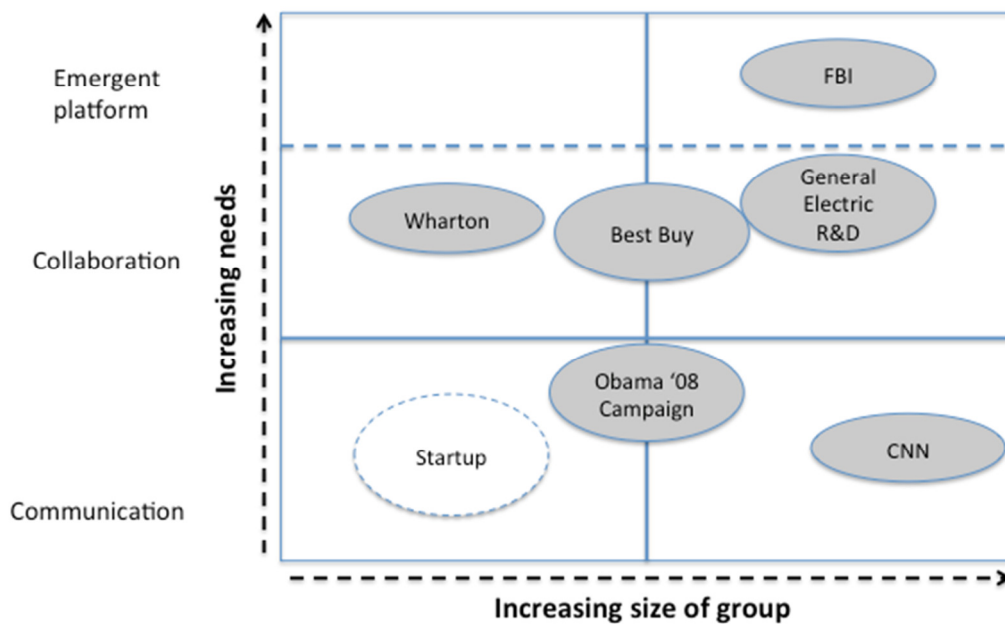 Emergent
platform
FBI
General
Electric
R&D
Wharton
Best Buy
Collaboration
Increasing needs
Obama ‘08
Campaign
Startup
CNN
Communication
Increasing size of group